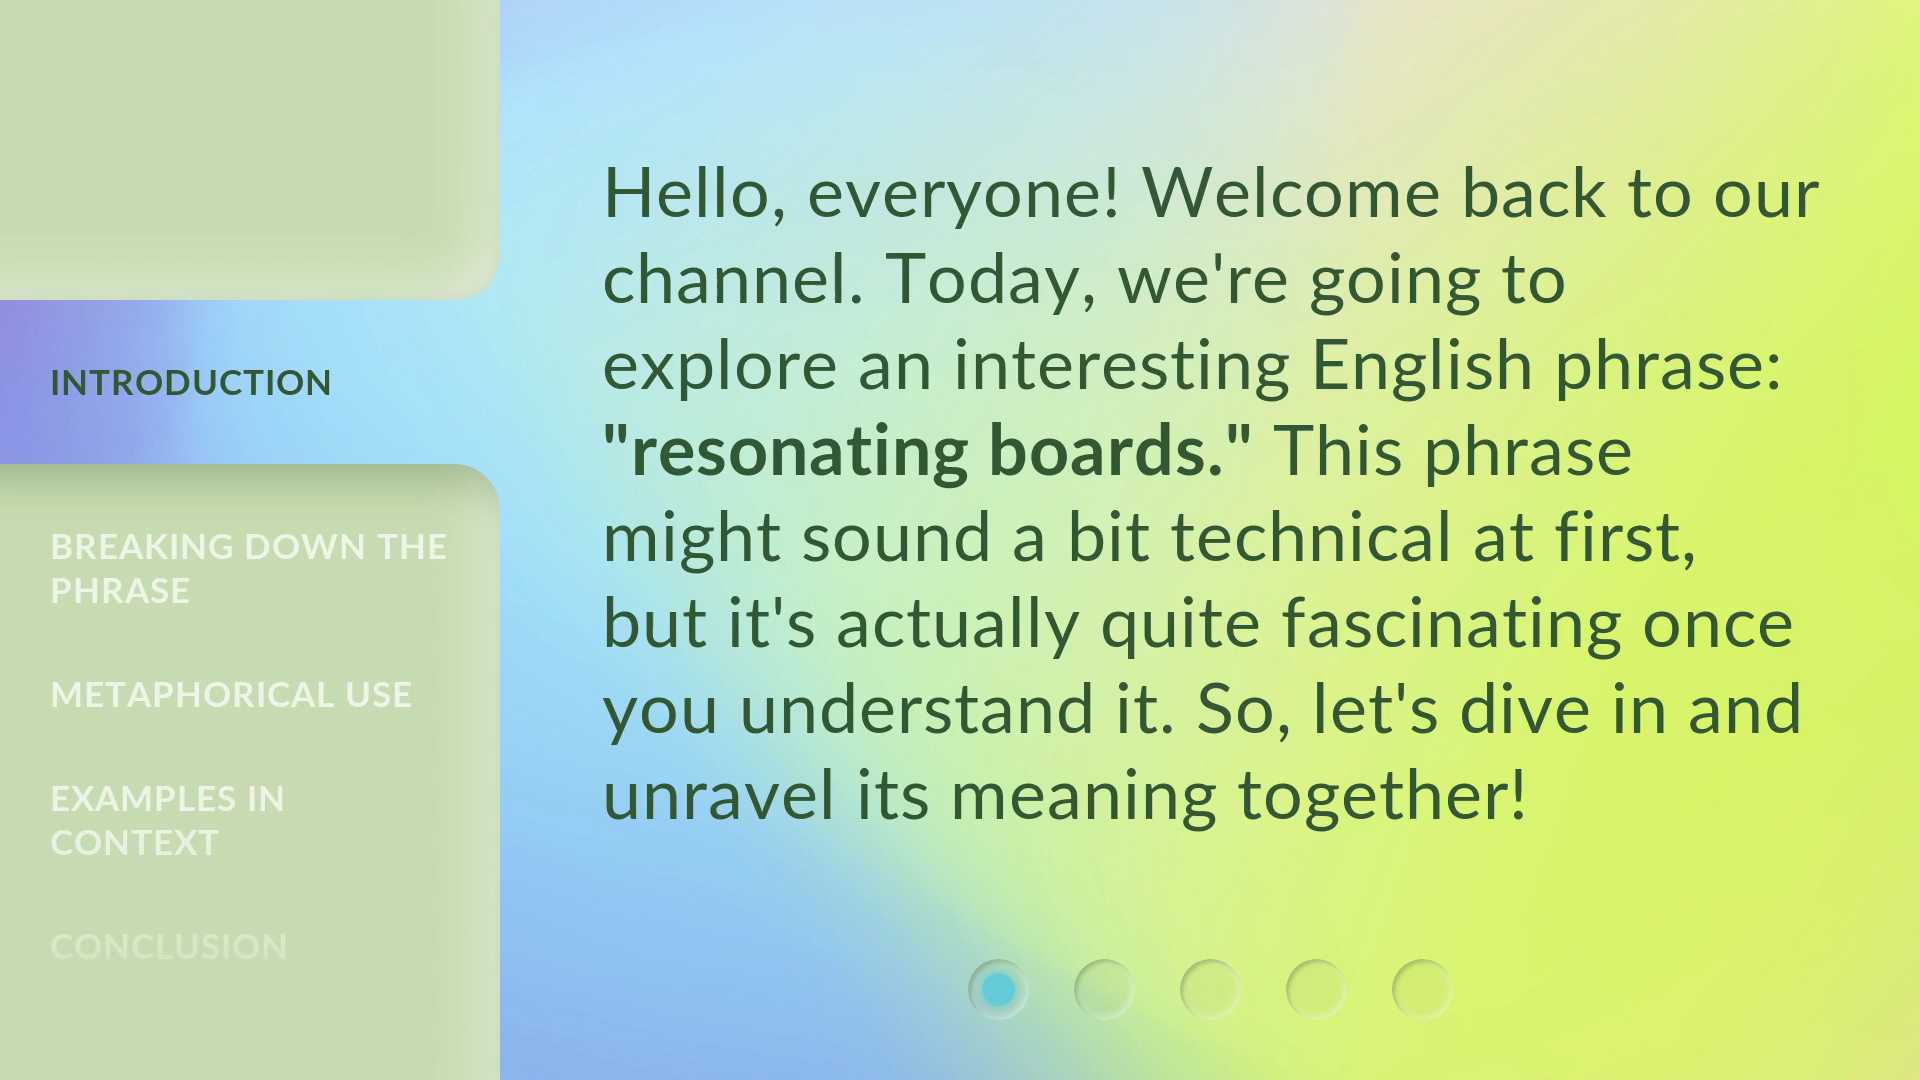 INTRODUCTION
BREAKING DOWN THE
PHRASE
METAPHORICAL USE
EXAMPLES IN
CONTEXT
CONCLUSION
Hello, everyone! Welcome back to our
channel. Today, we're going to
explore an interesting English phrase:
"resonating boards." This phrase
might sound a bit technical at first,
but it's actually quite fascinating once
you understand it. So, let's dive in and
unravel its meaning together!